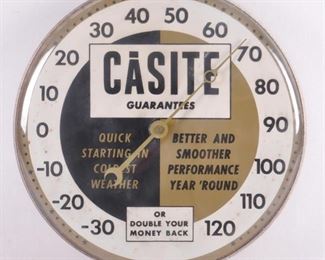 CASITE
GUARANTEES
QUICK
STARTING IN
COLDEST
WEATHER
BETTER AND
SMOOTHER
PERFORMANCE
YEAR 'ROUND
OR
DOUBLE YOUR
MONEY BACK
-30
-20
-10
0
10
20
30
40
50
60
70
80
90
100
110
120